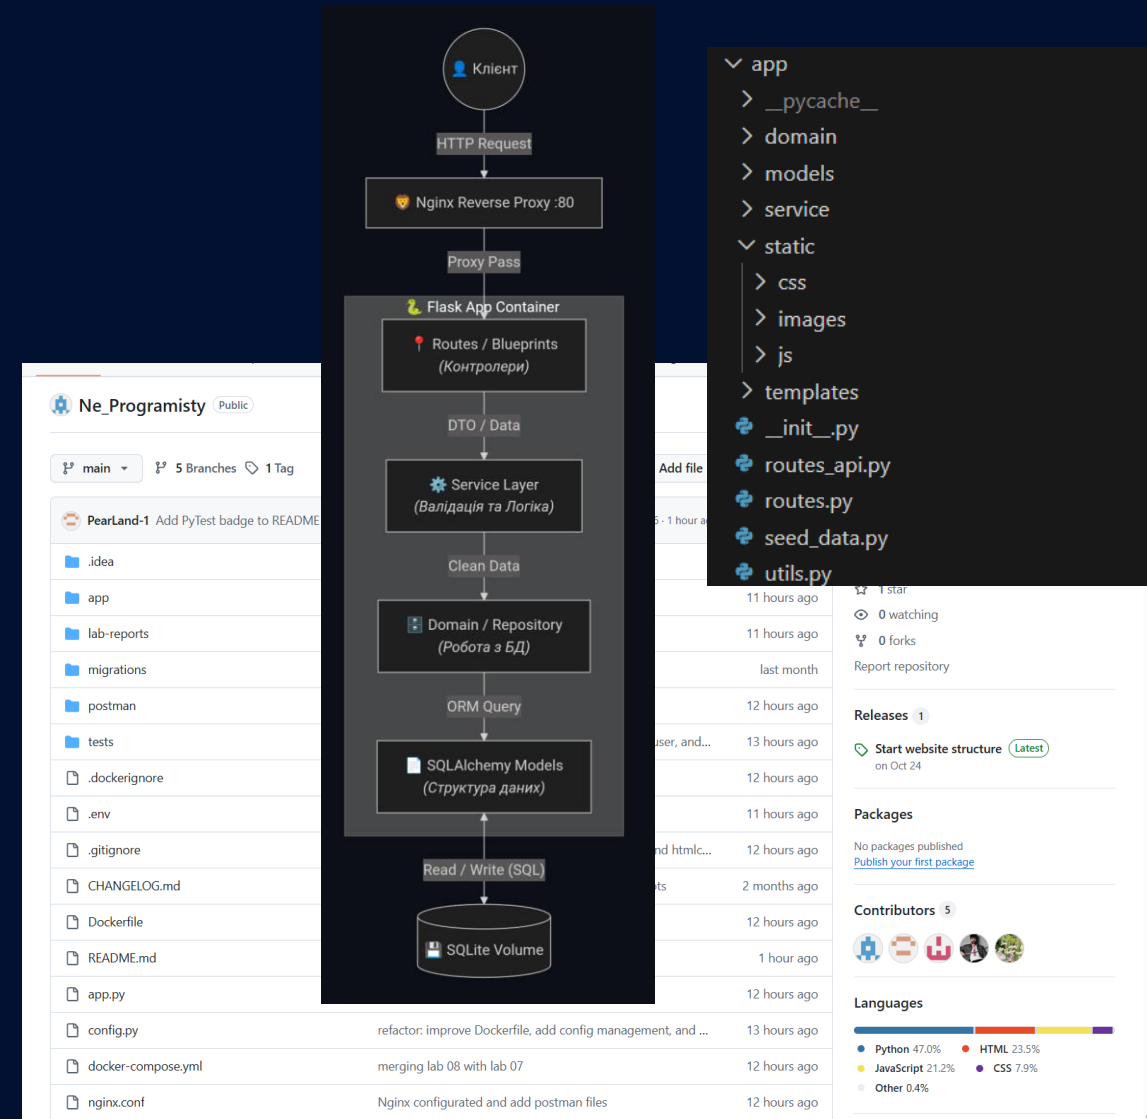 Клієнт
HTTP Request
Nginx Reverse Proxy :80
Proxy Pass
Flask App Container
Routes / Blueprints
(Контролери)
DTO / Data
Service Layer
(Валідація та Логіка)
Clean Data
Domain / Repository
(Робота з БД)
ORM Query
SQLAlchemy Models
(Структура даних)
Read / Write (SQL)
SQLite Volume
app
__pycache__
domain
models
service
static
css
images
js
templates
__init__.py
routes_api.py
routes.py
seed_data.py
utils.py
Ne_Programisty Public
main 5 Branches 1 Tag Add file
PearLand-1 Add PyTest badge to README · 1 hour
.idea
app 11 hours ago
lab-reports 11 hours ago
migrations last month
postman 12 hours ago
tests user, and... 13 hours ago
.dockerignore 12 hours ago
.env 11 hours ago
.gitignore nd htmlc... 12 hours ago
CHANGELOG.md 2 months ago
Dockerfile 12 hours ago
README.md 1 hour ago
app.py 12 hours ago
config.py refactor: improve Dockerfile, add config management, and ... 13 hours ago
docker-compose.yml merging lab 08 with lab 07 12 hours ago
nginx.conf Nginx configurated and add postman files 12 hours ago
1 star
0 watching
0 forks
Report repository
Releases 1
Start website structure Latest
on Oct 24
Packages
No packages published
Publish your first package
Contributors 5
Languages
Python 47.0% HTML 23.5%
JavaScript 21.2% CSS 7.9%
Other 0.4%